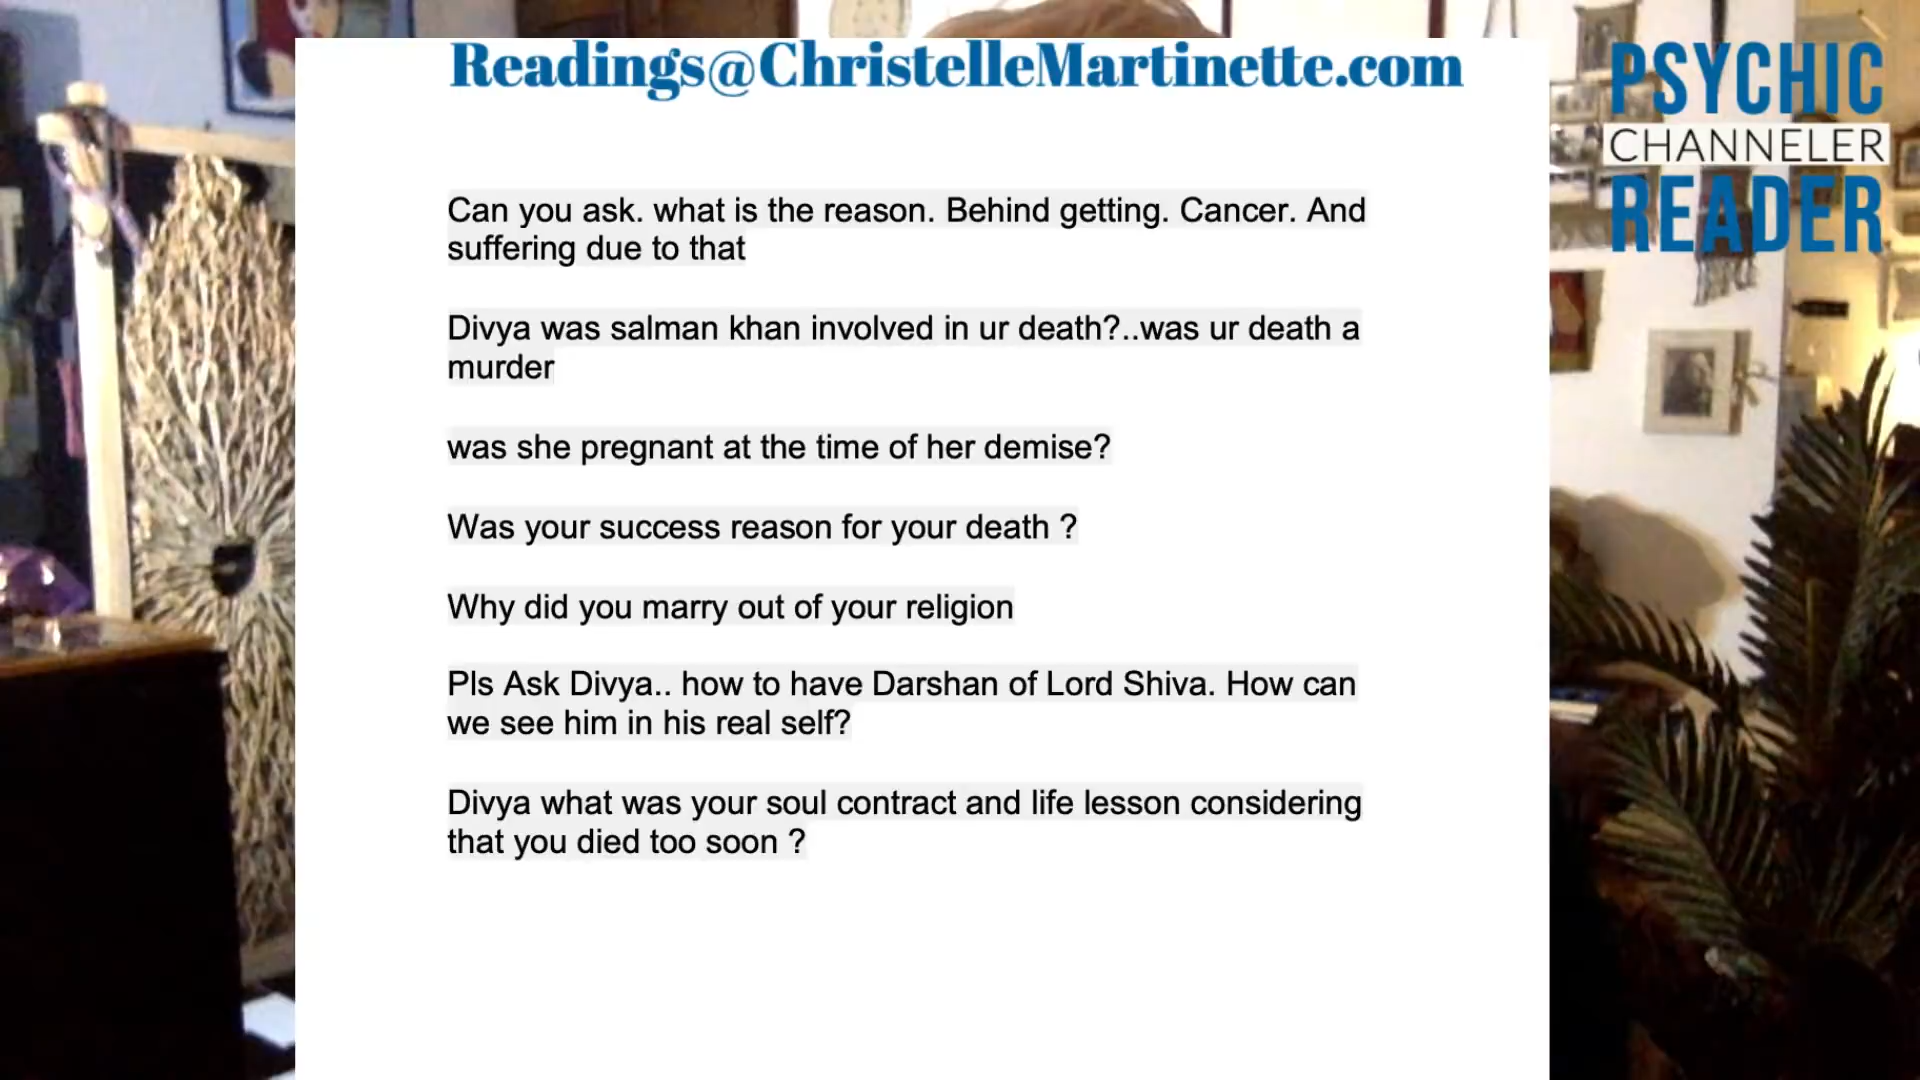 Readings@ChristelleMartinette.com
PSYCHIC
CHANNELER
READER
Can you ask. what is the reason. Behind getting. Cancer. And
suffering due to that
Divya was salman khan involved in ur death?..was ur death a
murder
was she pregnant at the time of her demise?
Was your success reason for your death ?
Why did you marry out of your religion
Pls Ask Divya.. how to have Darshan of Lord Shiva. How can
we see him in his real self?
Divya what was your soul contract and life lesson considering
that you died too soon ?